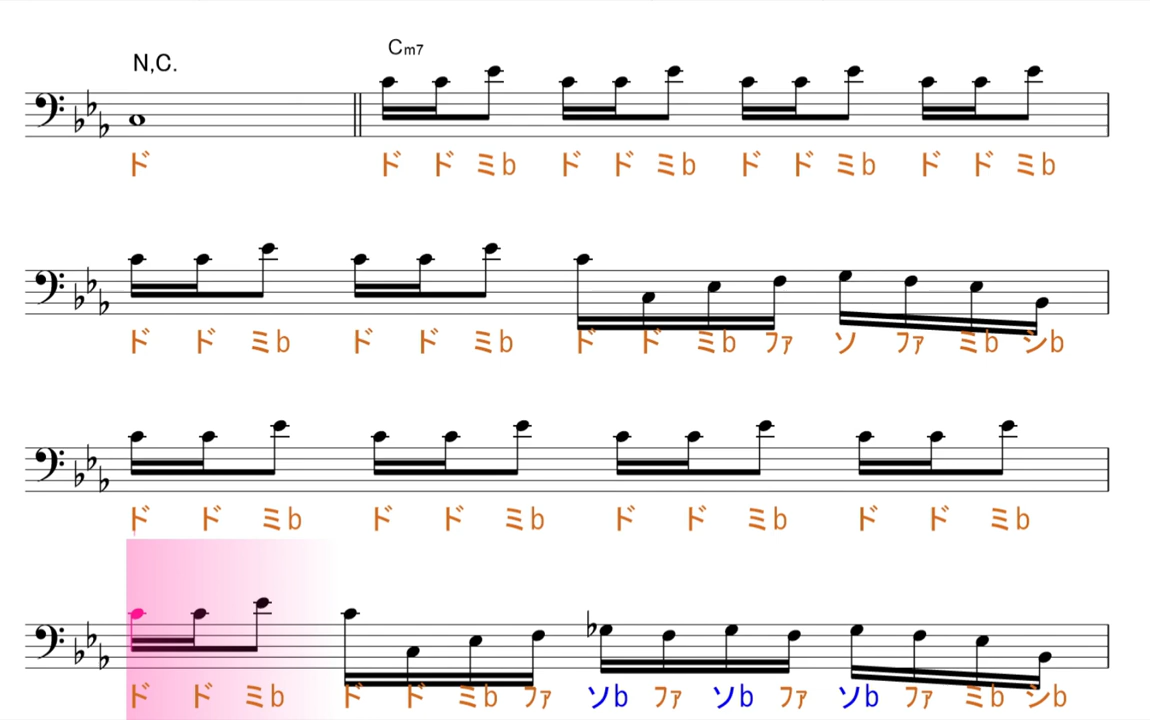 N,C. Cm7
ド ド ド ミb ド ド ミb ド ド ミb ド ド ミb
ド ド ミb ド ド ミb ド ド ミb ファ ソ ファ ミb シb
ド ド ミb ド ド ミb ド ド ミb ド ド ミb
ド ド ミb ド ド ミb ファ ソb ファ ソb ファ ソb ファ ミb シb